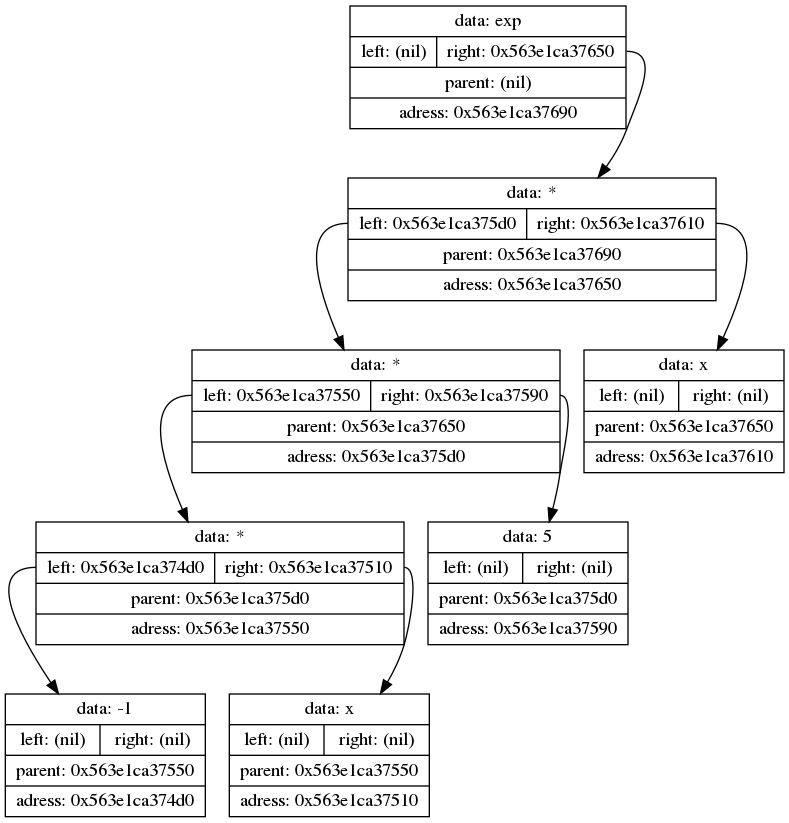 data: exp
left: (nil) right: 0x563e1ca37650
parent: (nil)
adress: 0x563e1ca37690
data: *
left: 0x563e1ca375d0 right: 0x563e1ca37610
parent: 0x563e1ca37690
adress: 0x563e1ca37650
data: *
left: 0x563e1ca37550 right: 0x563e1ca37590
parent: 0x563e1ca37650
adress: 0x563e1ca375d0
data: x
left: (nil) right: (nil)
parent: 0x563e1ca37650
adress: 0x563e1ca37610
data: *
left: 0x563e1ca374d0 right: 0x563e1ca37510
parent: 0x563e1ca375d0
adress: 0x563e1ca37550
data: 5
left: (nil) right: (nil)
parent: 0x563e1ca375d0
adress: 0x563e1ca37590
data: -1
left: (nil) right: (nil)
parent: 0x563e1ca37550
adress: 0x563e1ca374d0
data: x
left: (nil) right: (nil)
parent: 0x563e1ca37550
adress: 0x563e1ca37510